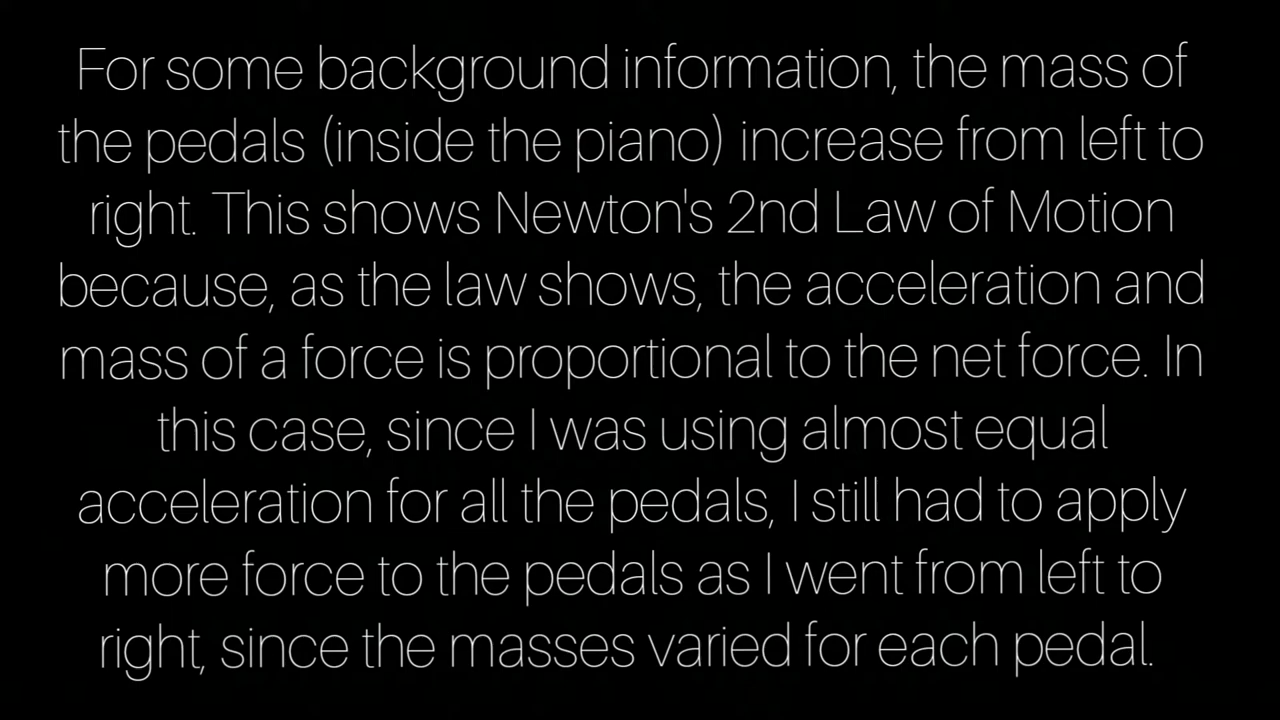 For some background information, the mass of
the pedals (inside the piano) increase from left to
right. This shows Newton's 2nd Law of Motion
because, as the law shows, the acceleration and
mass of a force is proportional to the net force. In
this case, since I was using almost equal
acceleration for all the pedals, I still had to apply
more force to the pedals as I went from left to
right, since the masses varied for each pedal.